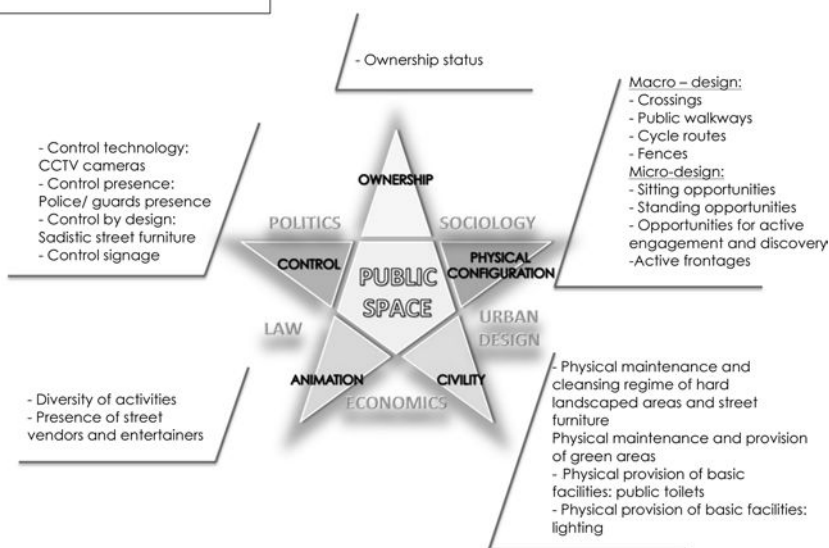 - Ownership status
Macro – design:
- Crossings
- Public walkways
- Cycle routes
- Fences
Micro-design:
- Sitting opportunities
- Standing opportunities
- Opportunities for active
engagement and discovery
-Active frontages
- Control technology:
CCTV cameras
- Control presence:
Police/ guards presence
- Control by design:
Sadistic street furniture
- Control signage
OWNERSHIP
POLITICS
SOCIOLOGY
CONTROL
PUBLIC
SPACE
PHYSICAL
CONFIGURATION
LAW
URBAN
DESIGN
ANIMATION
CIVILITY
ECONOMICS
- Diversity of activities
- Presence of street
vendors and entertainers
- Physical maintenance and
cleansing regime of hard
landscaped areas and street
furniture
Physical maintenance and provision
of green areas
- Physical provision of basic
facilities: public toilets
- Physical provision of basic facilities:
lighting